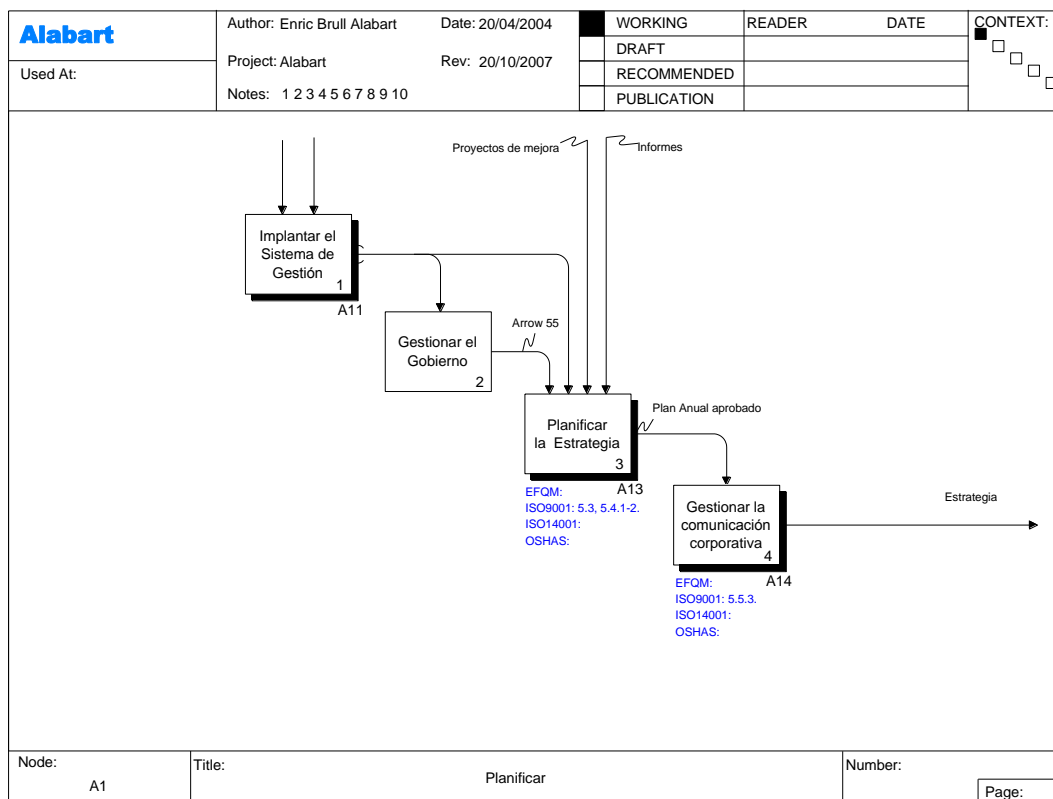 Alabart
Used At:
Author: Enric Brull Alabart
Date: 20/04/2004
Project: Alabart
Rev: 20/10/2007
Notes: 1 2 3 4 5 6 7 8 9 10
WORKING
DRAFT
RECOMMENDED
PUBLICATION
READER
DATE
CONTEXT:
Proyectos de mejora
Informes
Implantar el
Sistema de
Gestión
1
A11
Gestionar el
Gobierno
2
Arrow 55
Planificar
la Estrategia
3
A13
EFQM:
ISO9001: 5.3, 5.4.1-2.
ISO14001:
OSHAS:
Plan Anual aprobado
Gestionar la
comunicación
corporativa
4
A14
EFQM:
ISO9001: 5.5.3.
ISO14001:
OSHAS:
Estrategia
Node:
A1
Title:
Planificar
Number:
Page: